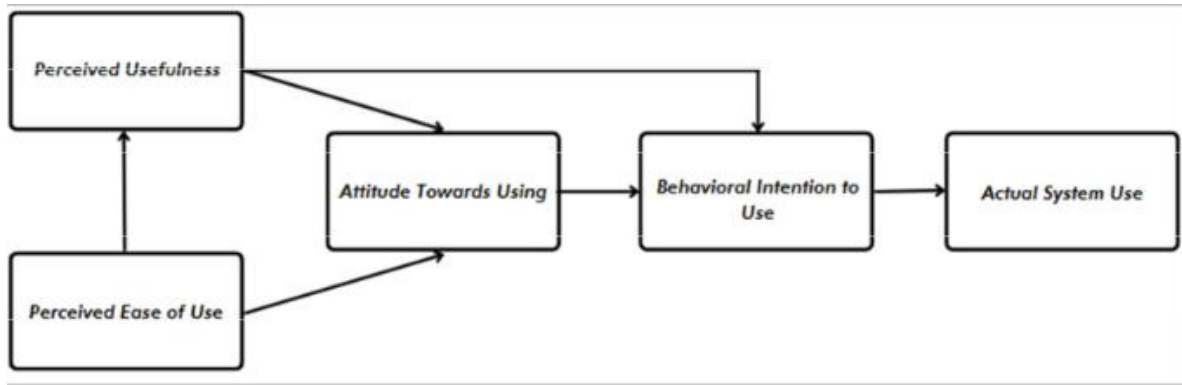 Perceived Usefulness
Attitude Towards Using
Behavioral Intention to
Use
Actual System Use
Perceived Ease of Use